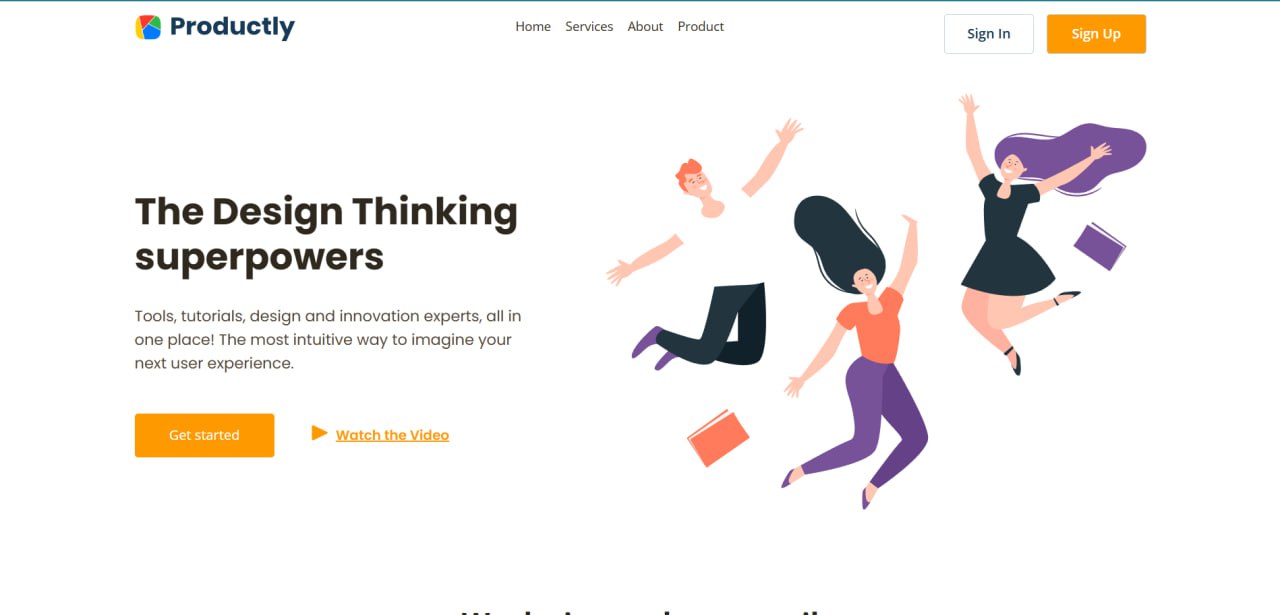 Productly
Home Services About Product
Sign In
Sign Up
The Design Thinking
superpowers
Tools, tutorials, design and innovation experts, all in
one place! The most intuitive way to imagine your
next user experience.
Get started
Watch the Video